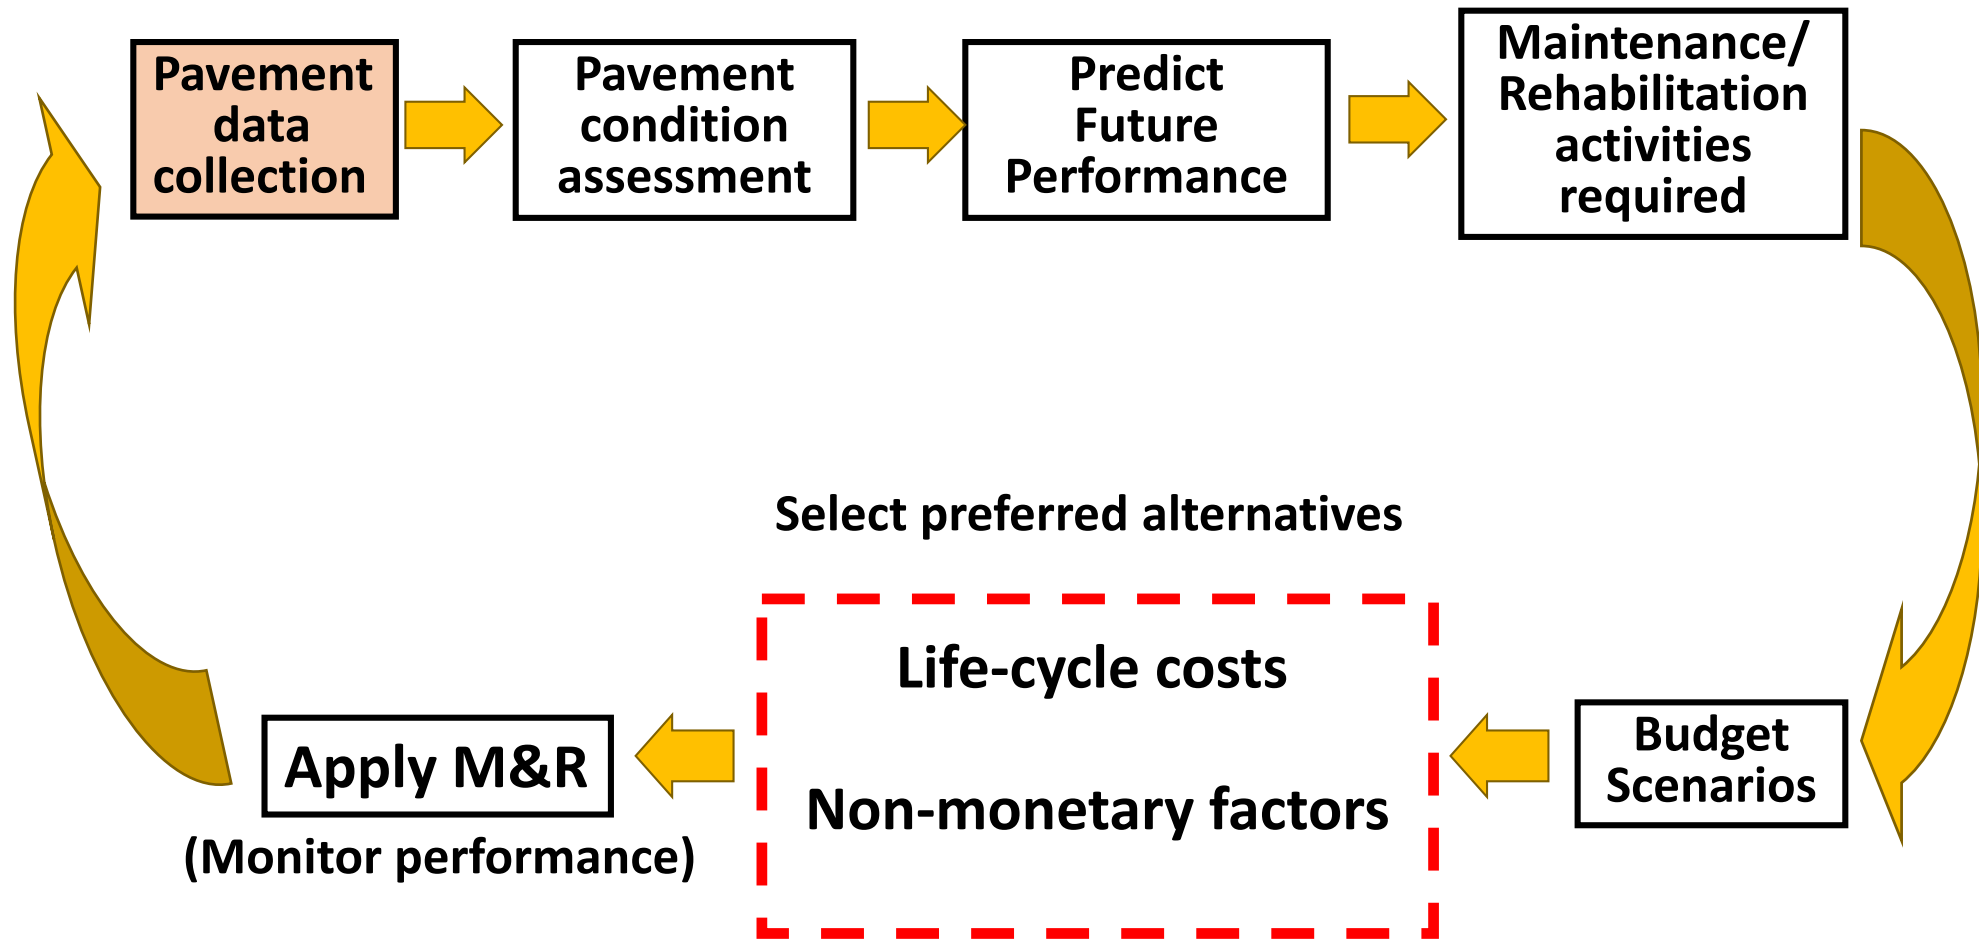 Pavement
data
collection
Pavement
condition
assessment
Predict
Future
Performance
Maintenance/
Rehabilitation
activities
required
Budget
Scenarios
Select preferred alternatives
Life-cycle costs
Non-monetary factors
Apply M&R
(Monitor performance)